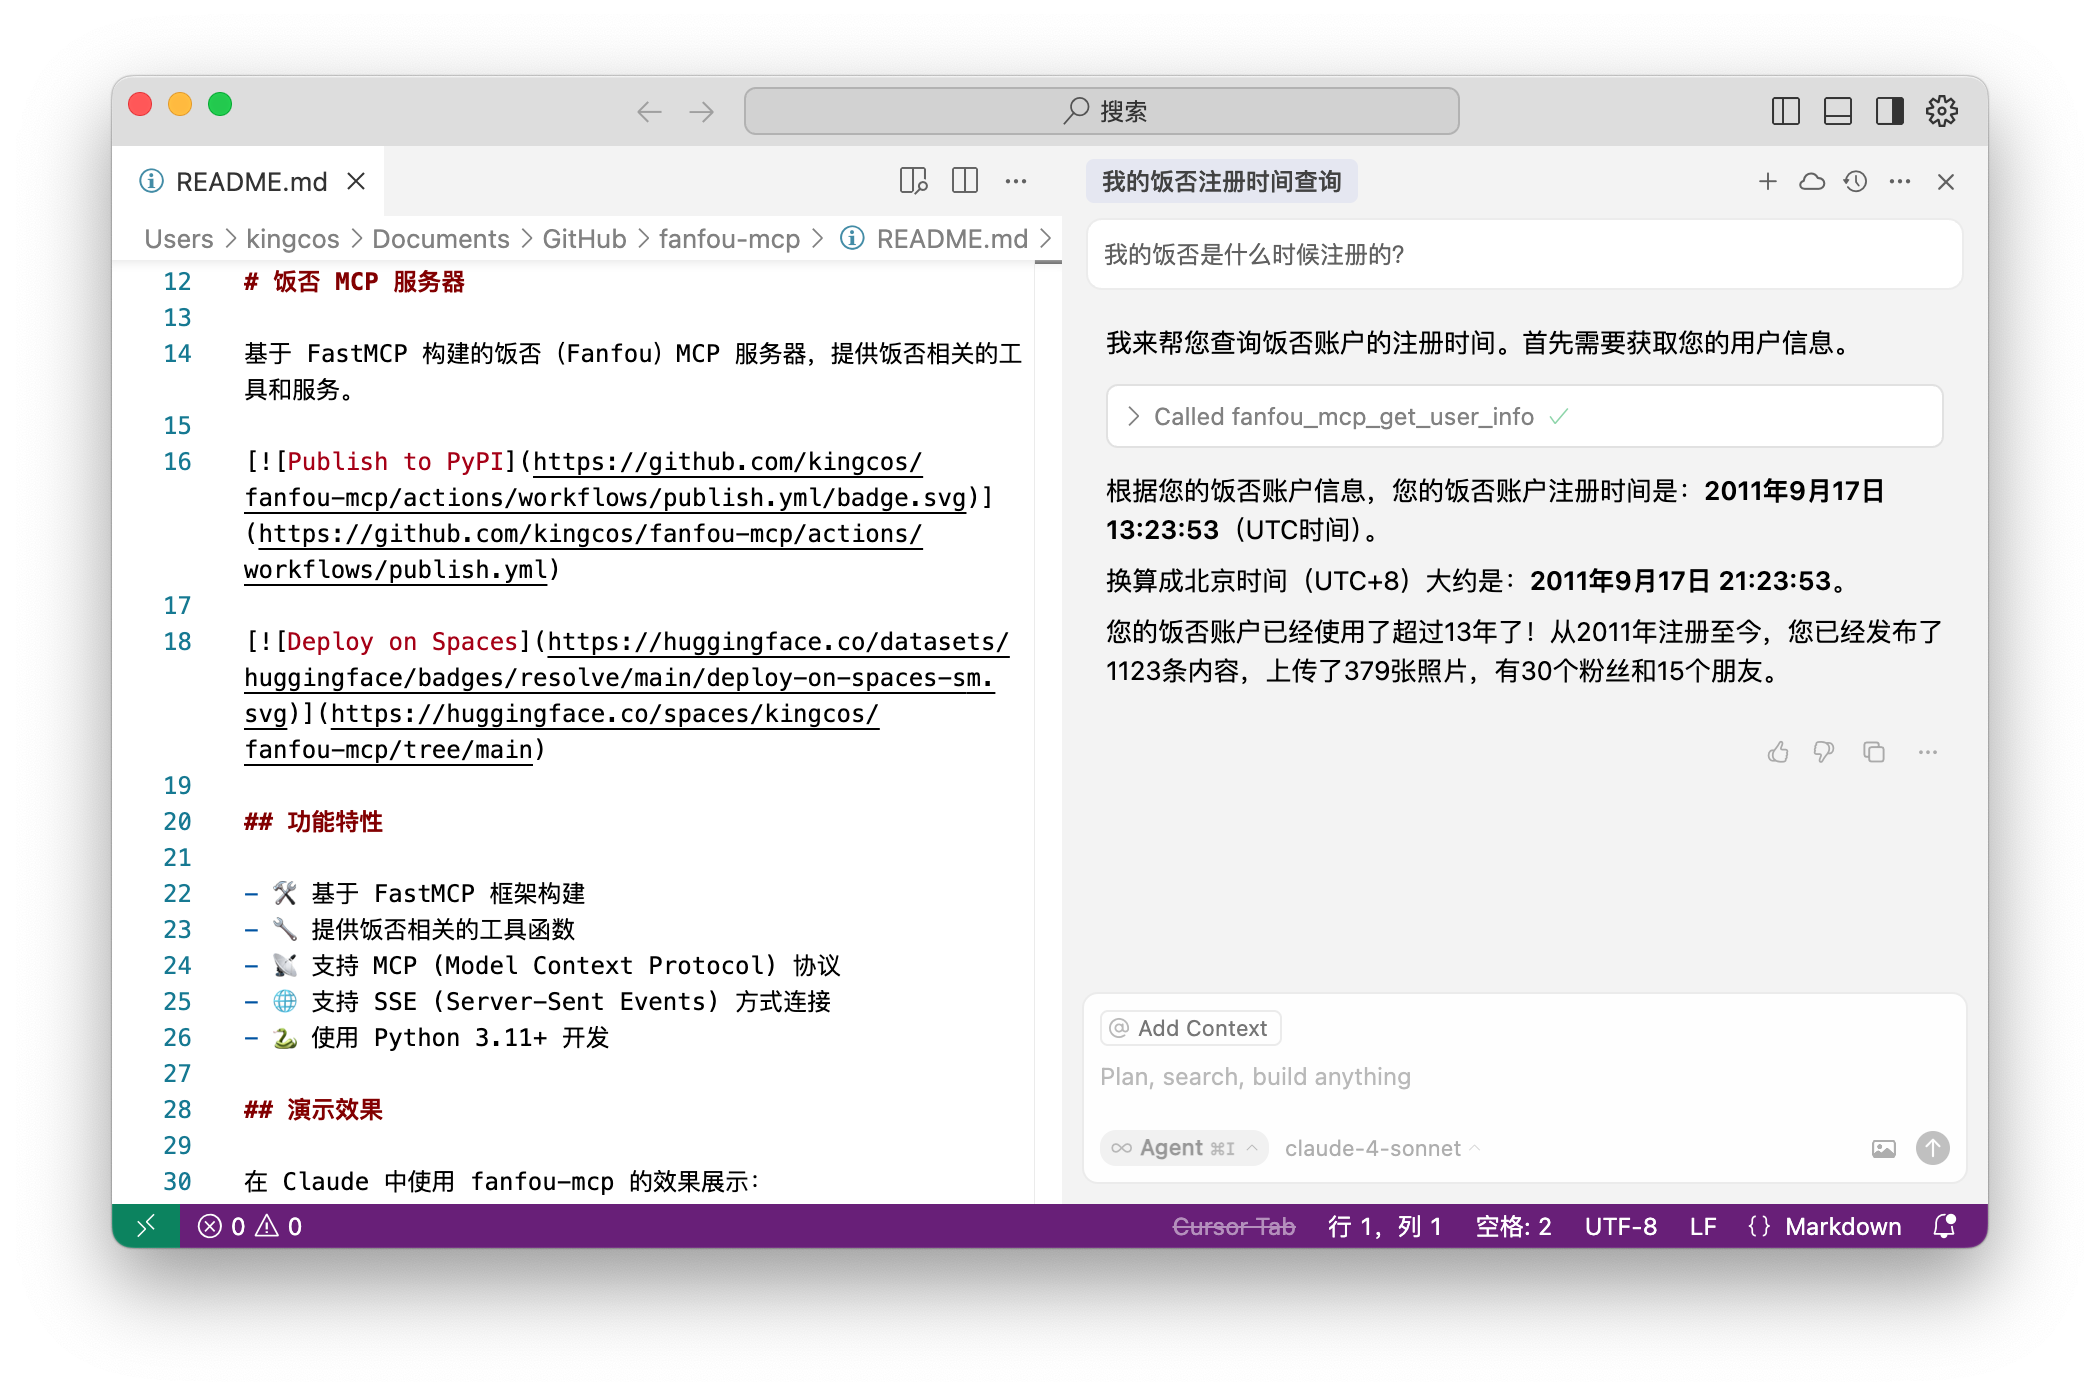 搜索
README.md
Users > kingcos > Documents > GitHub > fanfou-mcp > README.md >
12 # 饭否 MCP 服务器
13
14 基于 FastMCP 构建的饭否（Fanfou）MCP 服务器，提供饭否相关的工
具和服务。
15
16 [![Publish to PyPI](https://github.com/kingcos/
fanfou-mcp/actions/workflows/publish.yml/badge.svg)]
(https://github.com/kingcos/fanfou-mcp/actions/
workflows/publish.yml)
17
18 [![Deploy on Spaces](https://huggingface.co/datasets/
huggingface/badges/resolve/main/deploy-on-spaces-sm.
svg)](https://huggingface.co/spaces/kingcos/
fanfou-mcp/tree/main)
19
20 ## 功能特性
21
22 - 🛠️ 基于 FastMCP 框架构建
23 - 🔧 提供饭否相关的工具函数
24 - 📡 支持 MCP (Model Context Protocol) 协议
25 - 🌐 支持 SSE (Server-Sent Events) 方式连接
26 - 🐍 使用 Python 3.11+ 开发
27
28 ## 演示效果
29
30 在 Claude 中使用 fanfou-mcp 的效果展示：
我的饭否注册时间查询
我的饭否是什么时候注册的?
我来帮您查询饭否账户的注册时间。首先需要获取您的用户信息。
Called fanfou_mcp_get_user_info
根据您的饭否账户信息，您的饭否账户注册时间是：2011年9月17日
13:23:53（UTC时间）。
换算成北京时间（UTC+8）大约是：2011年9月17日 21:23:53。
您的饭否账户已经使用了超过13年了！从2011年注册至今，您已经发布了
1123条内容，上传了379张照片，有30个粉丝和15个朋友。
@ Add Context
Plan, search, build anything
∞ Agent ⌘I claude-4-sonnet
0 0 Cursor Tab 行 1，列 1 空格: 2 UTF-8 LF {} Markdown